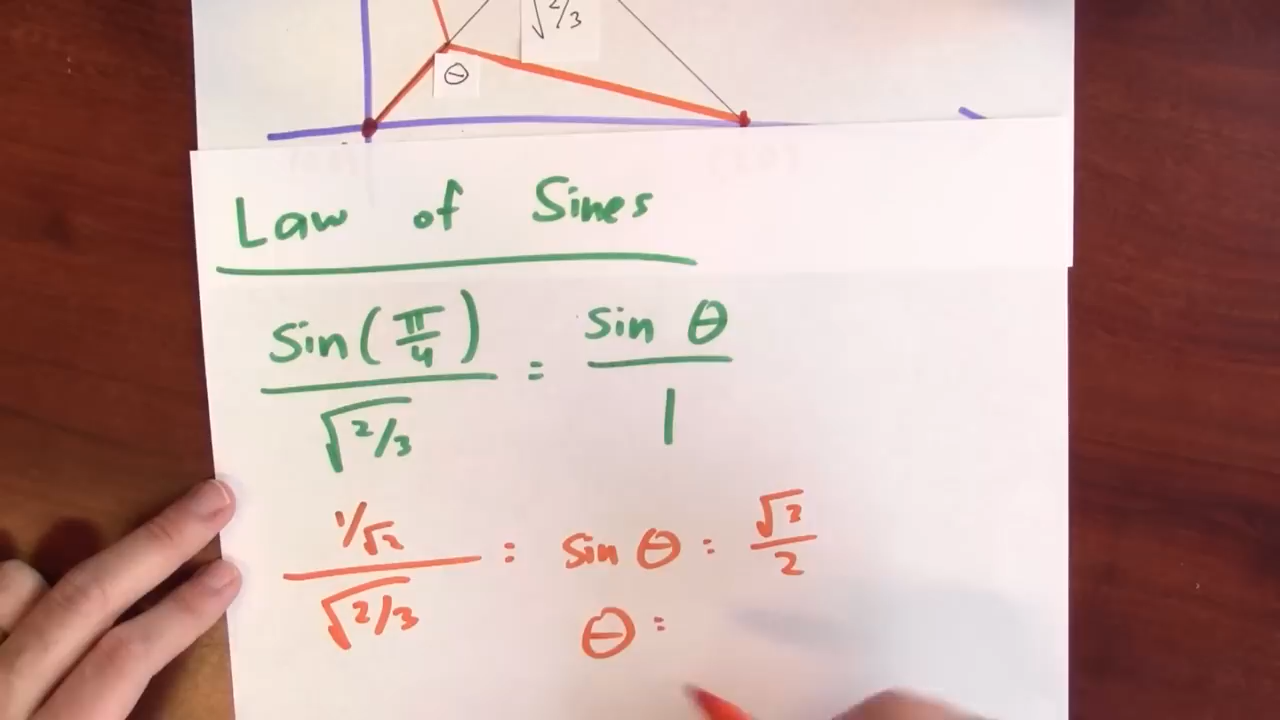 √2/3
θ
Law of Sines
sin(π/4) / √2/3 = sin θ / 1
1/√2 / √2/3 = sin θ = √3/2
θ =